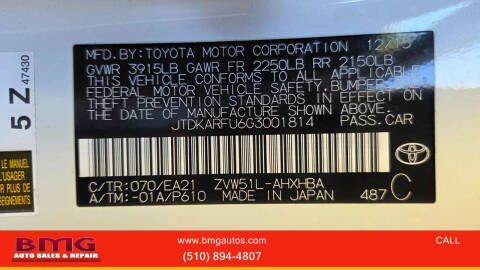 MFD.BY:TOYOTA MOTOR CORPORATION 12/15
GVWR 3915LB GAWR FR 2250LB RR 2150LB
THIS VEHICLE CONFORMS TO ALL APPLICABLE
FEDERAL MOTOR VEHICLE SAFETY, BUMPER,
AND THEFT PREVENTION STANDARDS IN EFFECT ON
THE DATE OF MANUFACTURE SHOWN ABOVE.
JTDKARFU6G3001814 PASS.CAR
C/TR:070/EA21 ZVW51L-AHXHBA
A/TM:-01A/P610 MADE IN JAPAN 487 C
TOYOTA
5 Z 47430
LE MANUEL
BMG
AUTO SALES & REPAIR
www.bmgautos.com
(510) 894-4807
CALL